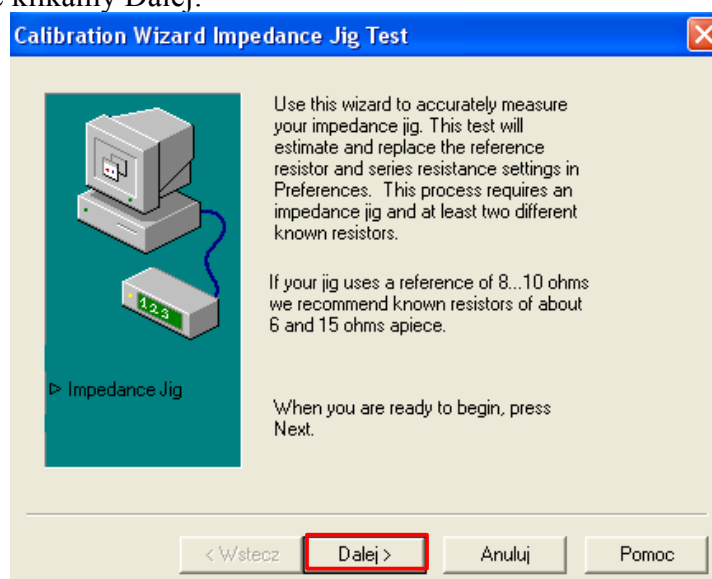 klikamy Dalej.
Calibration Wizard Impedance Jig Test
Use this wizard to accurately measure
your impedance jig. This test will
estimate and replace the reference
resistor and series resistance settings in
Preferences. This process requires an
impedance jig and at least two different
known resistors.
If your jig uses a reference of 8...10 ohms
we recommend known resistors of about
6 and 15 ohms apiece.
123
▷ Impedance Jig
When you are ready to begin, press
Next.
< Wstecz
Dalej >
Anuluj
Pomoc